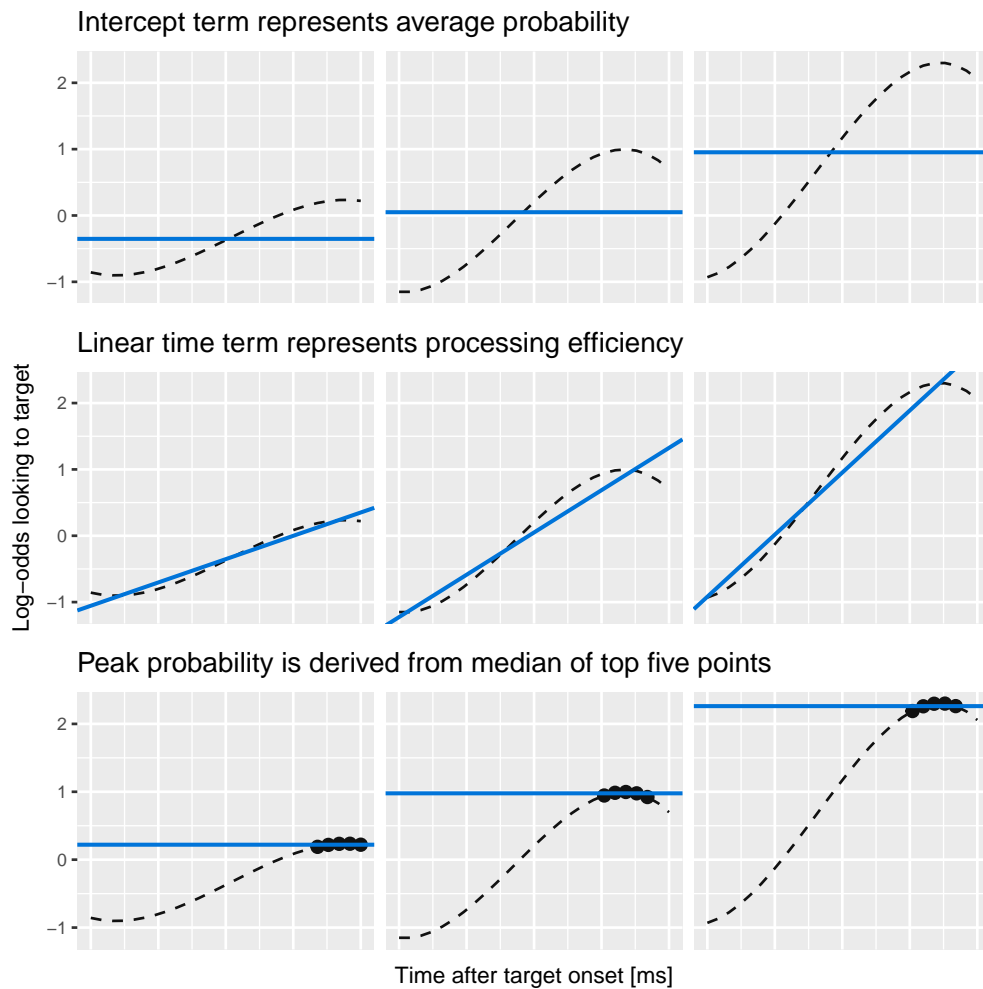 Intercept term represents average probability
2
1
0
−1
Linear time term represents processing efficiency
2
1
0
−1
Log−odds looking to target
Peak probability is derived from median of top five points
2
1
0
−1
Time after target onset [ms]